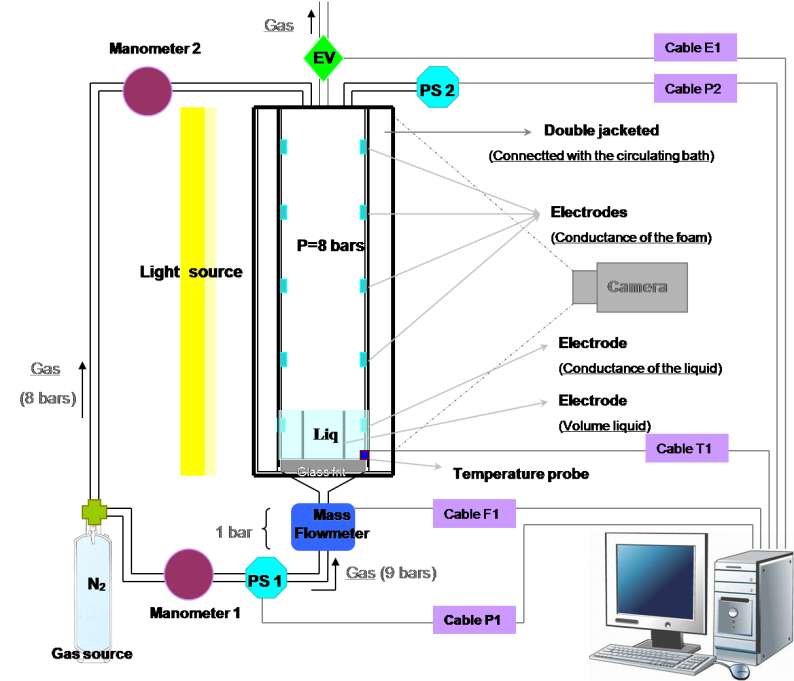 Gas
Manometer 2
EV
Cable E1
PS 2
Cable P2
Double jacketed
(Connectted with the circulating bath)
Electrodes
(Conductance of the foam)
P=8 bars
Light source
Camera
Electrode
(Conductance of the liquid)
Gas
(8 bars)
Electrode
(Volume liquid)
Liq
Cable T1
Glass frit
Temperature probe
Mass
Flowmeter
Cable F1
1 bar
N2
PS 1
Gas (9 bars)
Manometer 1
Cable P1
Gas source